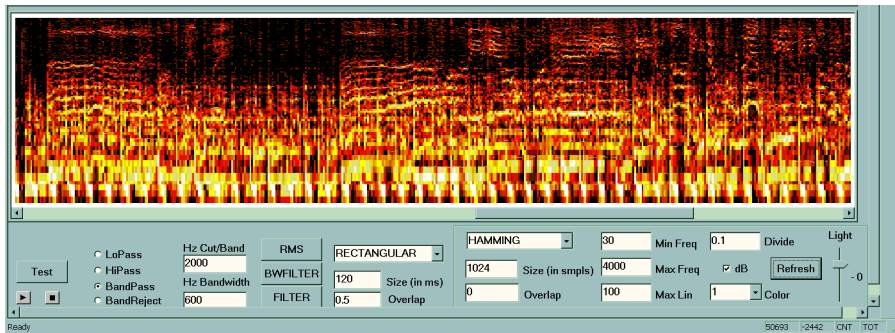 Test
LoPass
HiPass
BandPass
BandReject
Hz Cut/Band
2000
Hz Bandwidth
600
RMS
BWFILTER
FILTER
RECTANGULAR
120 Size (in ms)
0.5 Overlap
HAMMING
1024 Size (in smpls)
0 Overlap
30 Min Freq
4000 Max Freq
100 Max Lin
0.1 Divide
dB Refresh
1 Color
Light
- 0
Ready 50693 -2442 CNT TOT